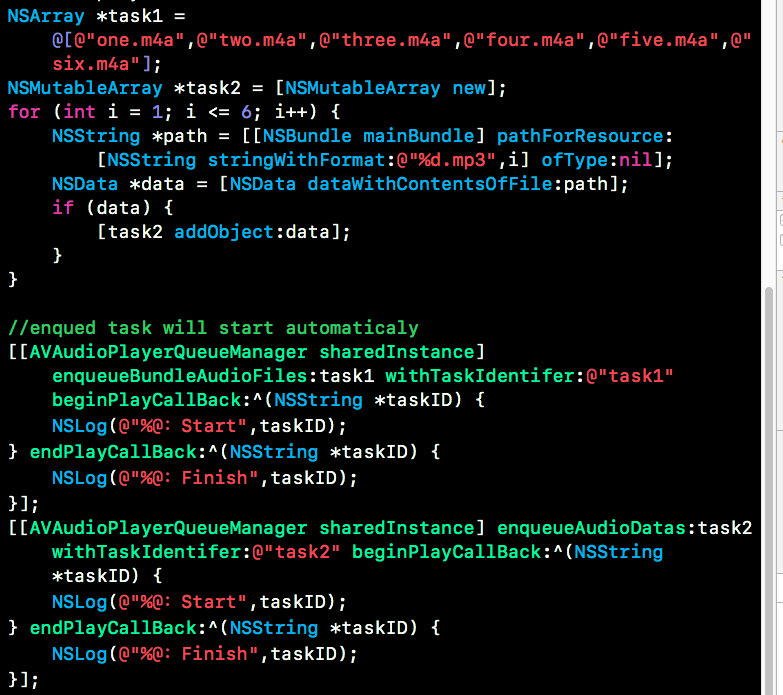 NSArray *task1 =
@[@"one.m4a",@"two.m4a",@"three.m4a",@"four.m4a",@"five.m4a",@"
six.m4a"];
NSMutableArray *task2 = [NSMutableArray new];
for (int i = 1; i <= 6; i++) {
NSString *path = [[NSBundle mainBundle] pathForResource:
[NSString stringWithFormat:@"%d.mp3",i] ofType:nil];
NSData *data = [NSData dataWithContentsOfFile:path];
if (data) {
[task2 addObject:data];
}
}
//enqued task will start automaticaly
[[AVAudioPlayerQueueManager sharedInstance]
enqueueBundleAudioFiles:task1 withTaskIdentifer:@"task1"
beginPlayCallBack:^(NSString *taskID) {
NSLog(@"%@: Start",taskID);
} endPlayCallBack:^(NSString *taskID) {
NSLog(@"%@: Finish",taskID);
}];
[[AVAudioPlayerQueueManager sharedInstance] enqueueAudioDatas:task2
withTaskIdentifer:@"task2" beginPlayCallBack:^(NSString
*taskID) {
NSLog(@"%@: Start",taskID);
} endPlayCallBack:^(NSString *taskID) {
NSLog(@"%@: Finish",taskID);
}];